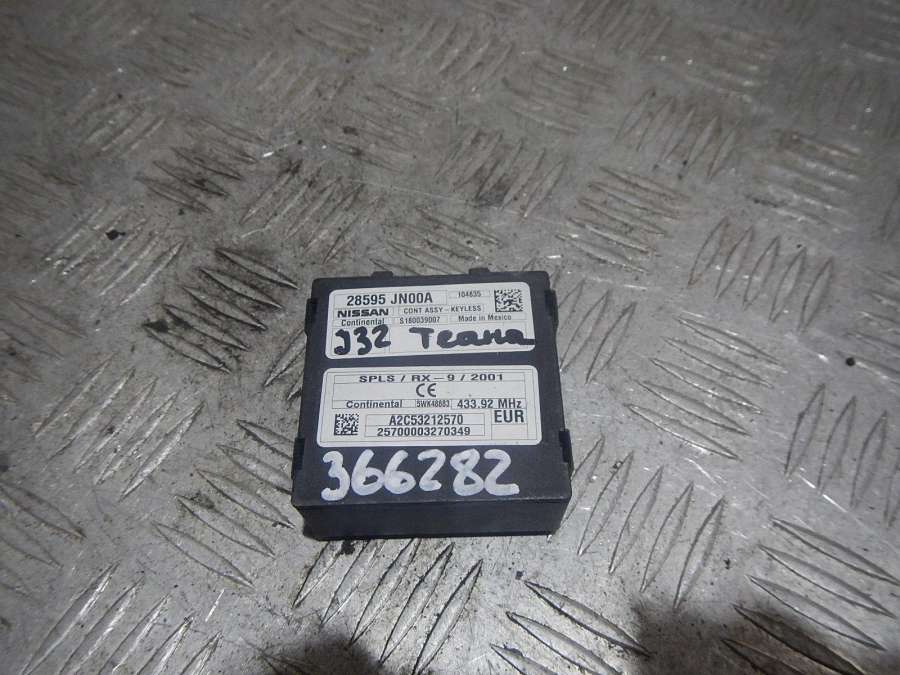 28595 JN00A 104635
NISSAN CONT ASSY-KEYLESS
Continental S180039007 Made in Mexico
J32 Teana
SPLS / RX-9 / 2001
CE
Continental 5WK48883 433.92 MHz
A2C53212570 EUR
25700003270349
366282